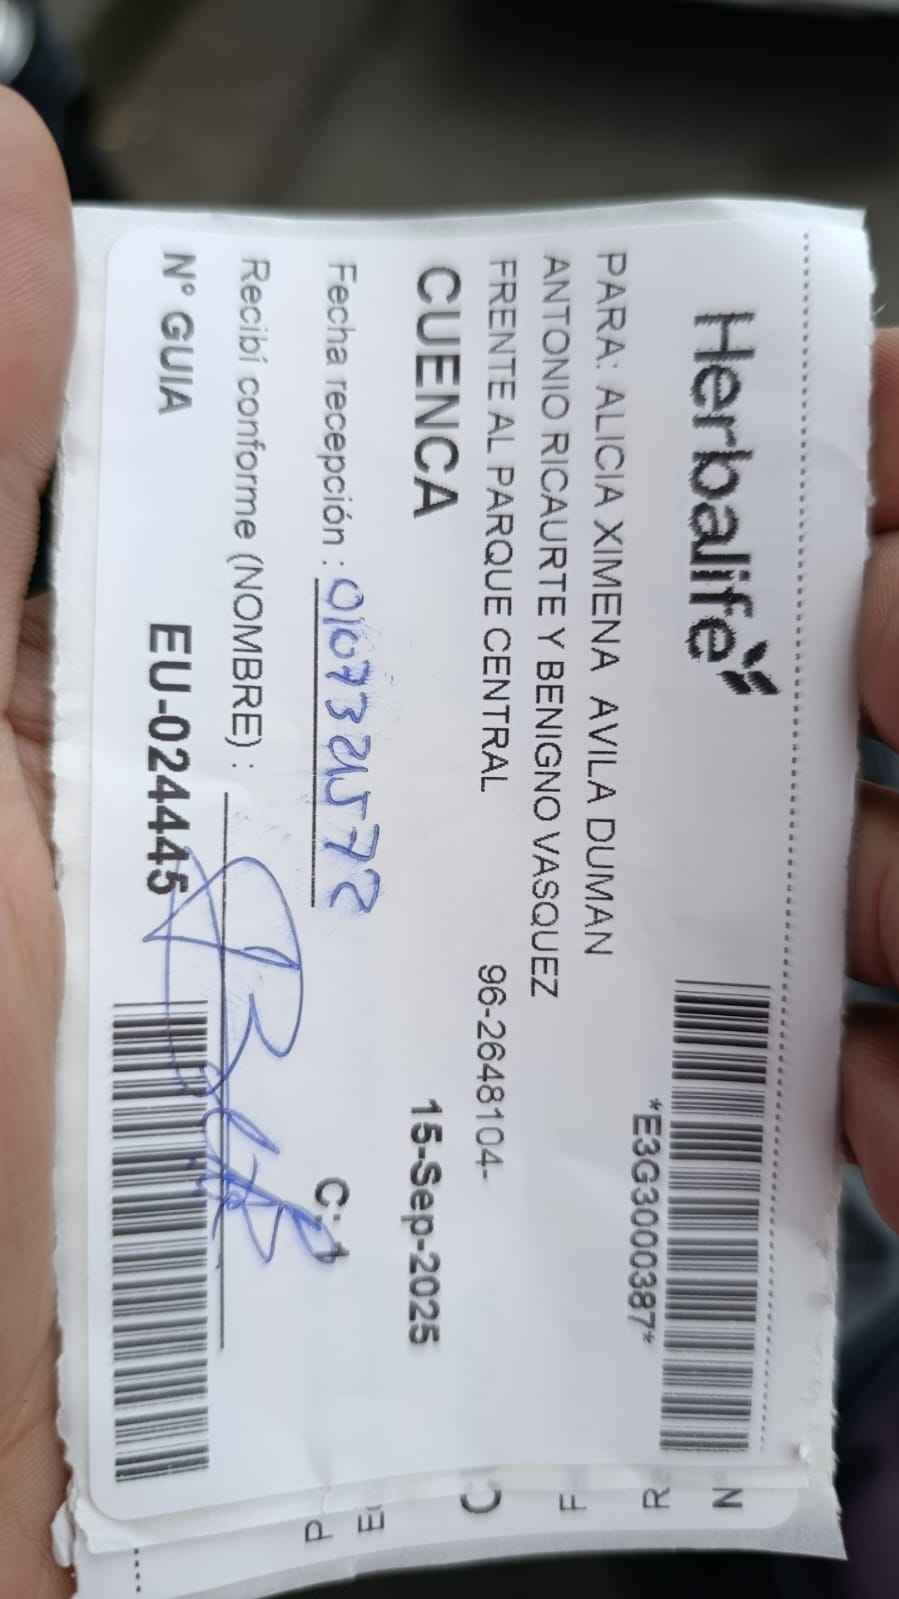 Herbalife
*E3G3000387*
PARA: ALICIA XIMENA AVILA DUMAN
ANTONIO RICAURTE Y BENIGNO VASQUEZ
FRENTE AL PARQUE CENTRAL 96-2648104-
CUENCA 15-Sep-2025
Fecha recepción : C. 1
Recibí conforme (NOMBRE) :
Nº GUIA EU-024445
N
R
F
C
E
P